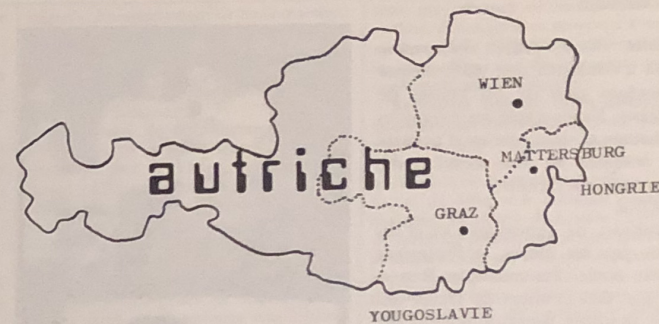 WIEN
MATTERSBURG
autriche
HONGRIE
GRAZ
YOUGOSLAVIE